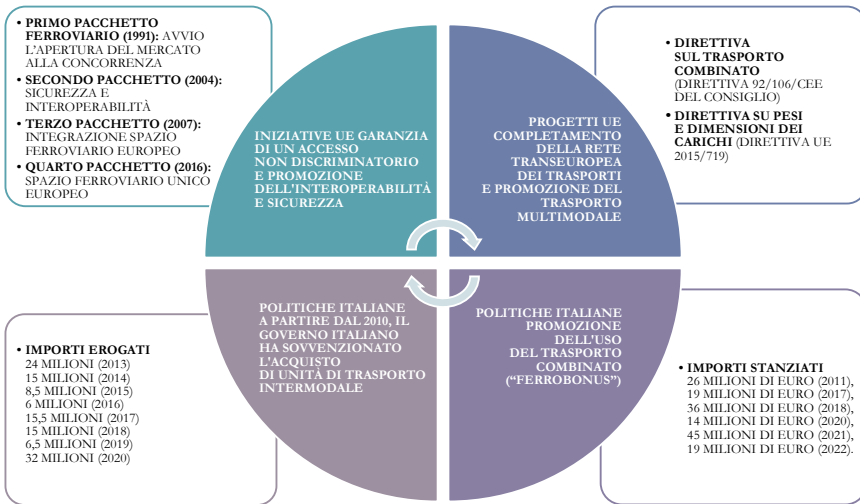 • PRIMO PACCHETTO
FERROVIARIO (1991): AVVIO
L'APERTURA DEL MERCATO
ALLA CONCORRENZA
• SECONDO PACCHETTO (2004):
SICUREZZA E
INTEROPERABILITÀ
• TERZO PACCHETTO (2007):
INTEGRAZIONE SPAZIO
FERROVIARIO EUROPEO
• QUARTO PACCHETTO (2016):
SPAZIO FERROVIARIO UNICO
EUROPEO
INIZIATIVE UE GARANZIA
DI UN ACCESSO
NON DISCRIMINATORIO
E PROMOZIONE
DELL'INTEROPERABILITÀ
E SICUREZZA
PROGETTI UE
COMPLETAMENTO
DELLA RETE
TRANSEUROPEA
DEI TRASPORTI
E PROMOZIONE DEL
TRASPORTO
MULTIMODALE
• DIRETTIVA
SUL TRASPORTO
COMBINATO
(DIRETTIVA 92/106/CEE
DEL CONSIGLIO)
• DIRETTIVA SU PESI
E DIMENSIONI DEI
CARICHI (DIRETTIVA UE
2015/719)
• IMPORTI EROGATI
24 MILIONI (2013)
15 MILIONI (2014)
8,5 MILIONI (2015)
6 MILIONI (2016)
15,5 MILIONI (2017)
15 MILIONI (2018)
6,5 MILIONI (2019)
32 MILIONI (2020)
POLITICHE ITALIANE
A PARTIRE DAL 2010, IL
GOVERNO ITALIANO
HA SOVVENZIONATO
L'ACQUISTO
DI UNITÀ DI TRASPORTO
INTERMODALE
POLITICHE ITALIANE
PROMOZIONE
DELL'USO
DEL TRASPORTO
COMBINATO
("FERROBONUS")
• IMPORTI STANZIATI
26 MILIONI DI EURO (2011),
19 MILIONI DI EURO (2017),
36 MILIONI DI EURO (2018),
14 MILIONI DI EURO (2020),
45 MILIONI DI EURO (2021),
19 MILIONI DI EURO (2022).